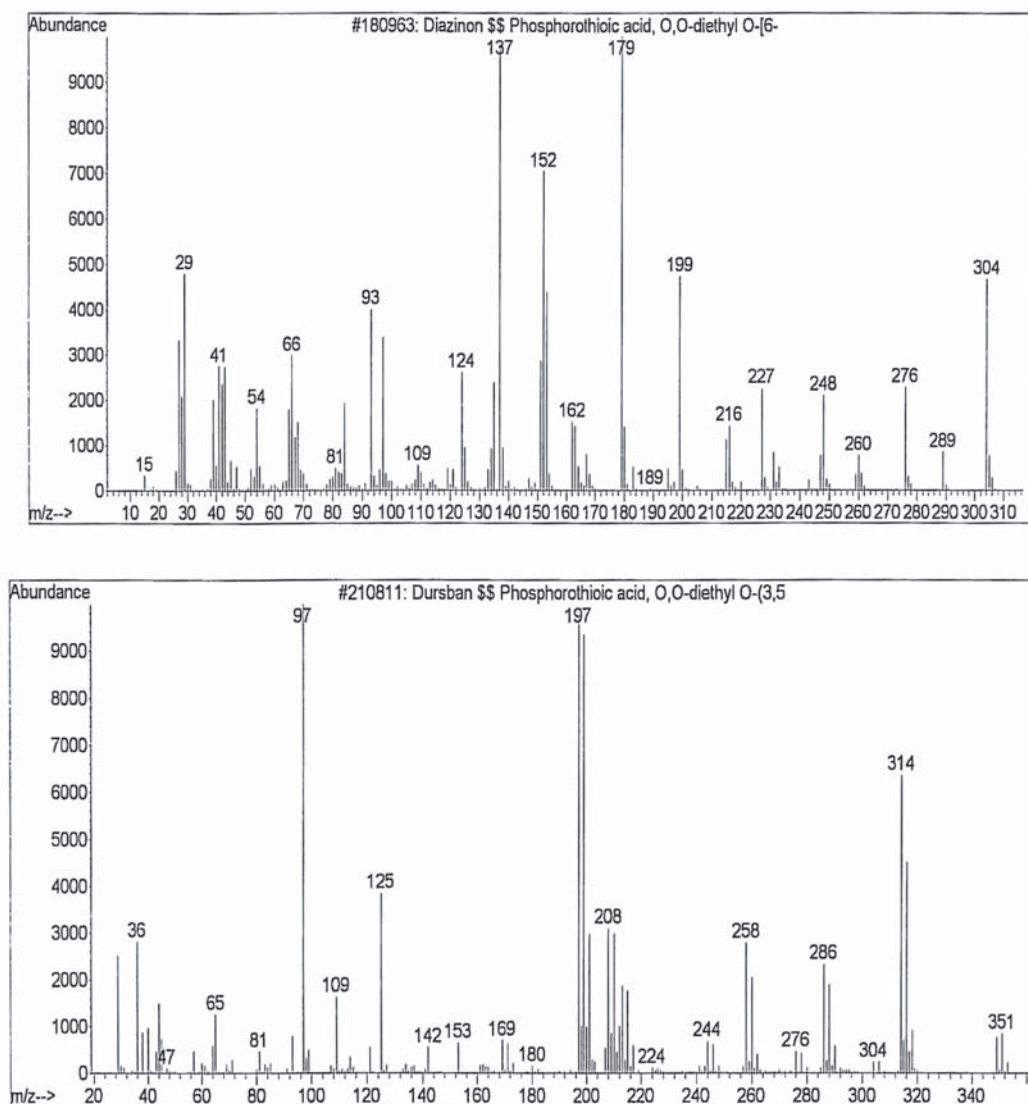 Abundance #180963: Diazinon $$ Phosphorothioic acid, O,O-diethyl O-[6-
137 179
9000
8000
7000 152
6000
5000 29 199 304
4000 93
3000 41 66 124
2000 54 227 248 276
1000 15 81 109 162 189 216 260 289
0
m/z--> 10 20 30 40 50 60 70 80 90 100 110 120 130 140 150 160 170 180 190 200 210 220 230 240 250 260 270 280 290 300 310
Abundance #210811: Dursban $$ Phosphorothioic acid, O,O-diethyl O-(3,5
97 197
9000
8000
7000
6000 314
5000
4000 125
3000 36 208 258
2000 109 286
1000 47 65 81 142 153 169 180 224 244 276 304 351
0
m/z--> 20 40 60 80 100 120 140 160 180 200 220 240 260 280 300 320 340